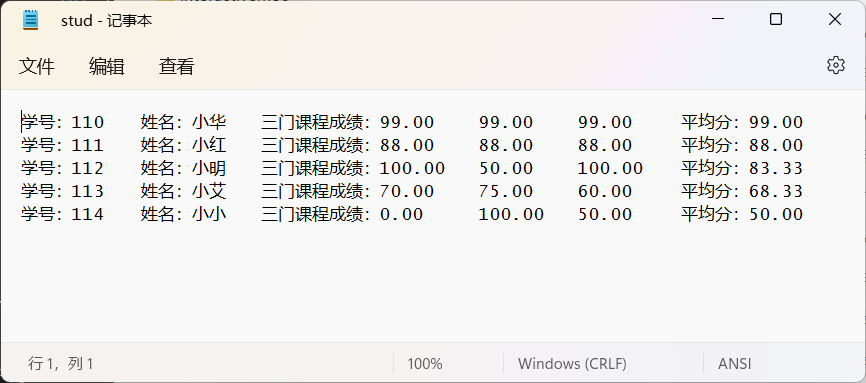 stud - 记事本
文件 编辑 查看
学号：110 姓名：小华 三门课程成绩：99.00 99.00 99.00 平均分：99.00
学号：111 姓名：小红 三门课程成绩：88.00 88.00 88.00 平均分：88.00
学号：112 姓名：小明 三门课程成绩：100.00 50.00 100.00 平均分：83.33
学号：113 姓名：小艾 三门课程成绩：70.00 75.00 60.00 平均分：68.33
学号：114 姓名：小小 三门课程成绩：0.00 100.00 50.00 平均分：50.00
行 1，列 1 100% Windows (CRLF) ANSI